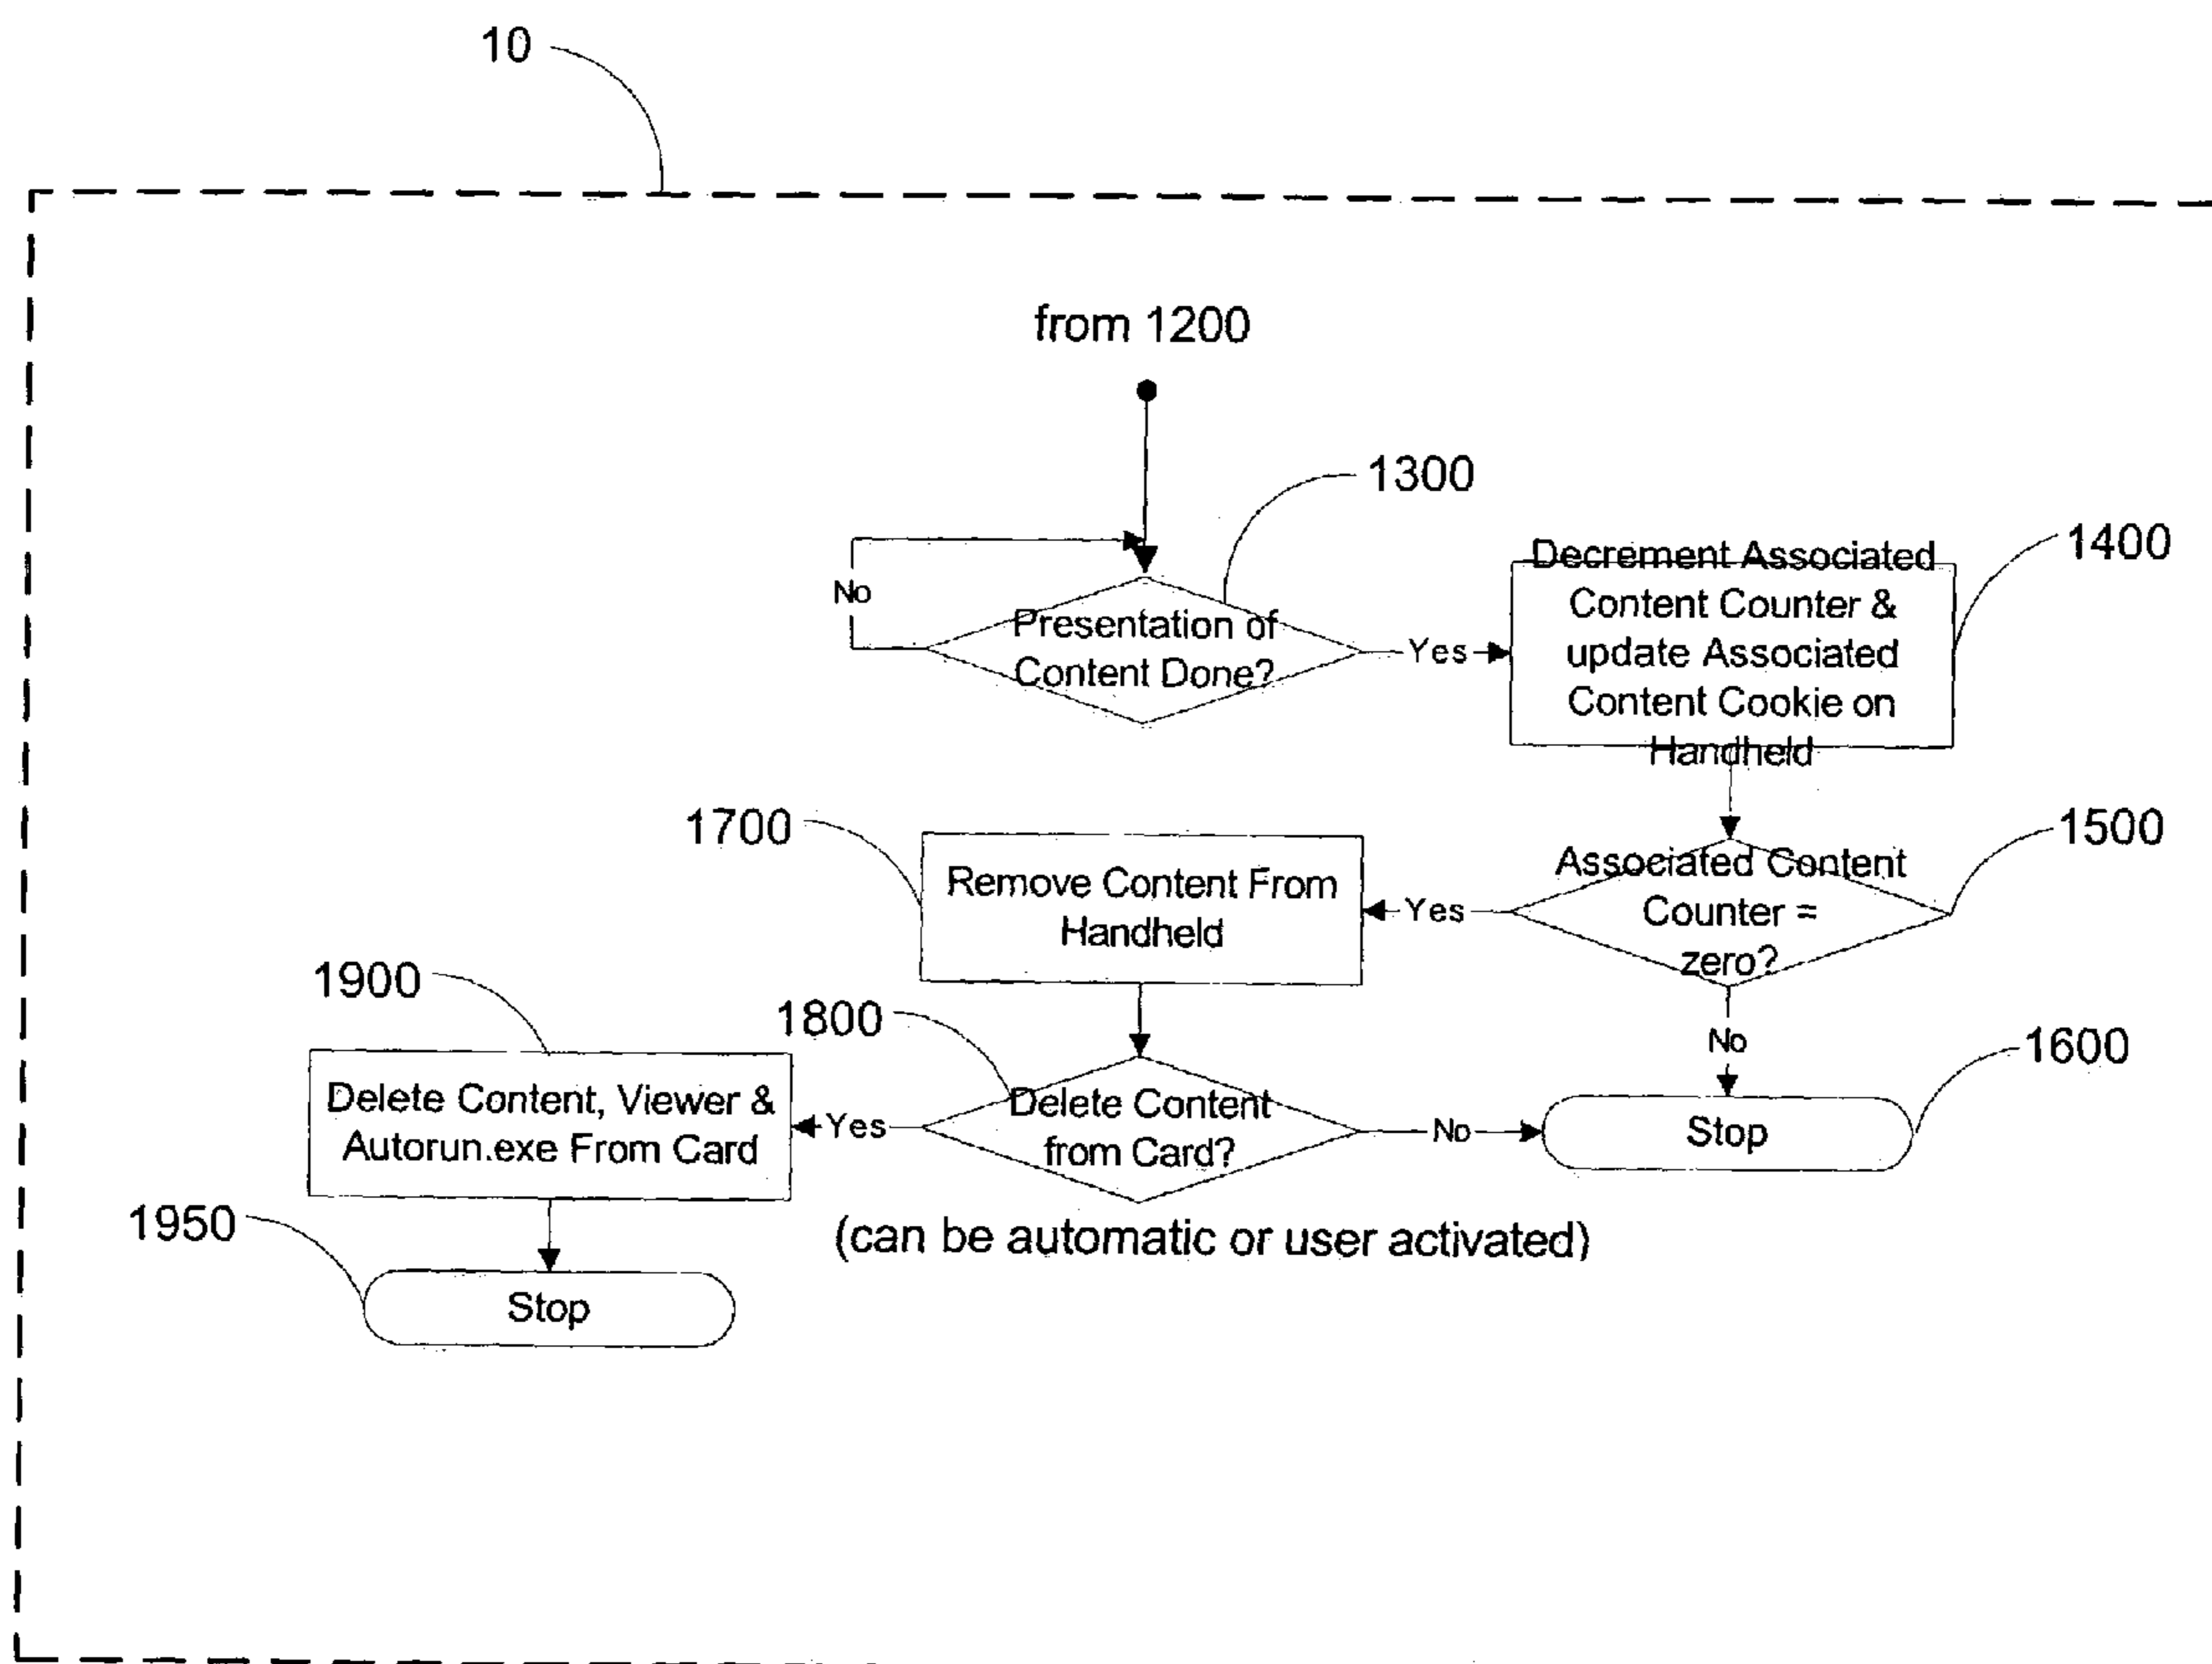 10
from 1200
1300
No
Presentation of
Content Done?
Yes
1400
Decrement Associated
Content Counter &
update Associated
Content Cookie on
Handheld
1500
Associated Content
Counter =
zero?
Yes
No
1700
Remove Content From
Handheld
1800
Delete Content
from Card?
(can be automatic or user activated)
No
1600
Stop
Yes
1900
Delete Content, Viewer &
Autorun.exe From Card
1950
Stop